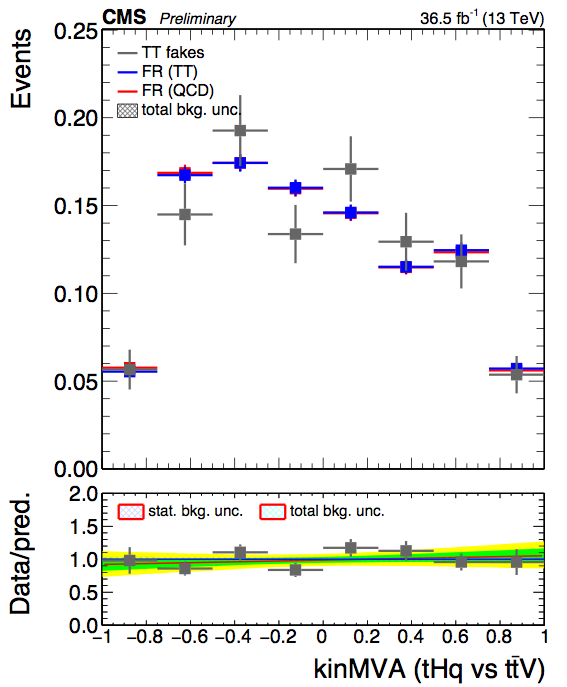 CMS Preliminary 36.5 fb⁻¹ (13 TeV)
Events
0.25
0.20
0.15
0.10
0.05
0.00
TT fakes
FR (TT)
FR (QCD)
total bkg. unc.
Data/pred.
2.0
1.5
1.0
0.5
0.0
stat. bkg. unc. total bkg. unc.
−1 −0.8 −0.6 −0.4 −0.2 0 0.2 0.4 0.6 0.8 1
kinMVA (tHq vs tt̄V)